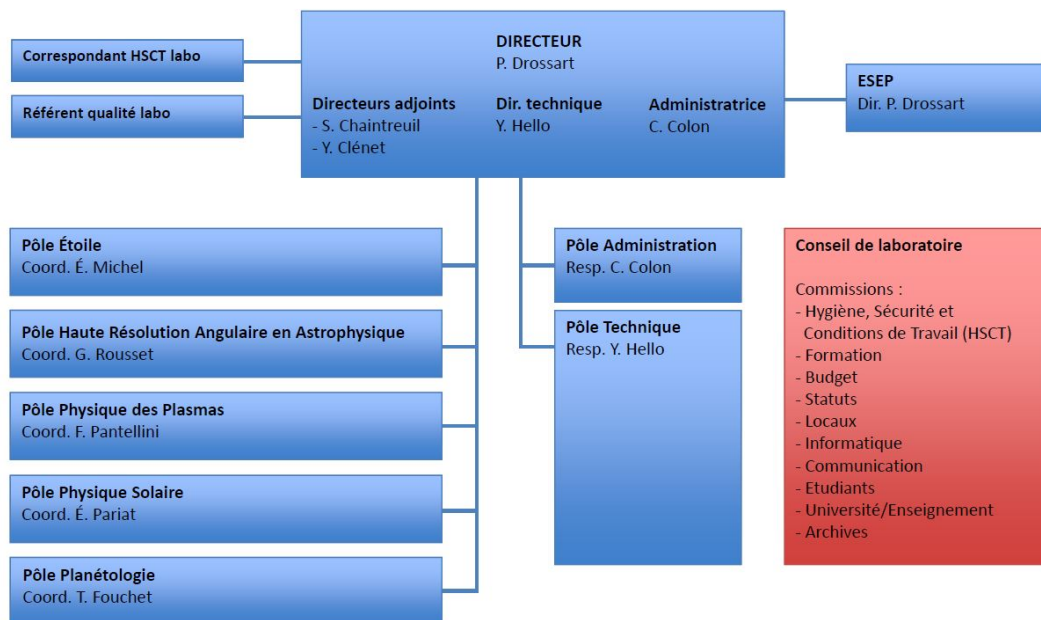 Correspondant HSCT labo
Référent qualité labo
DIRECTEUR
P. Drossart
Directeurs adjoints
- S. Chaintreuil
- Y. Clénet
Dir. technique
Y. Hello
Administratrice
C. Colon
ESEP
Dir. P. Drossart
Pôle Étoile
Coord. É. Michel
Pôle Haute Résolution Angulaire en Astrophysique
Coord. G. Rousset
Pôle Physique des Plasmas
Coord. F. Pantellini
Pôle Physique Solaire
Coord. É. Pariat
Pôle Planétologie
Coord. T. Fouchet
Pôle Administration
Resp. C. Colon
Pôle Technique
Resp. Y. Hello
Conseil de laboratoire
Commissions :
- Hygiène, Sécurité et
Conditions de Travail (HSCT)
- Formation
- Budget
- Statuts
- Locaux
- Informatique
- Communication
- Etudiants
- Université/Enseignement
- Archives